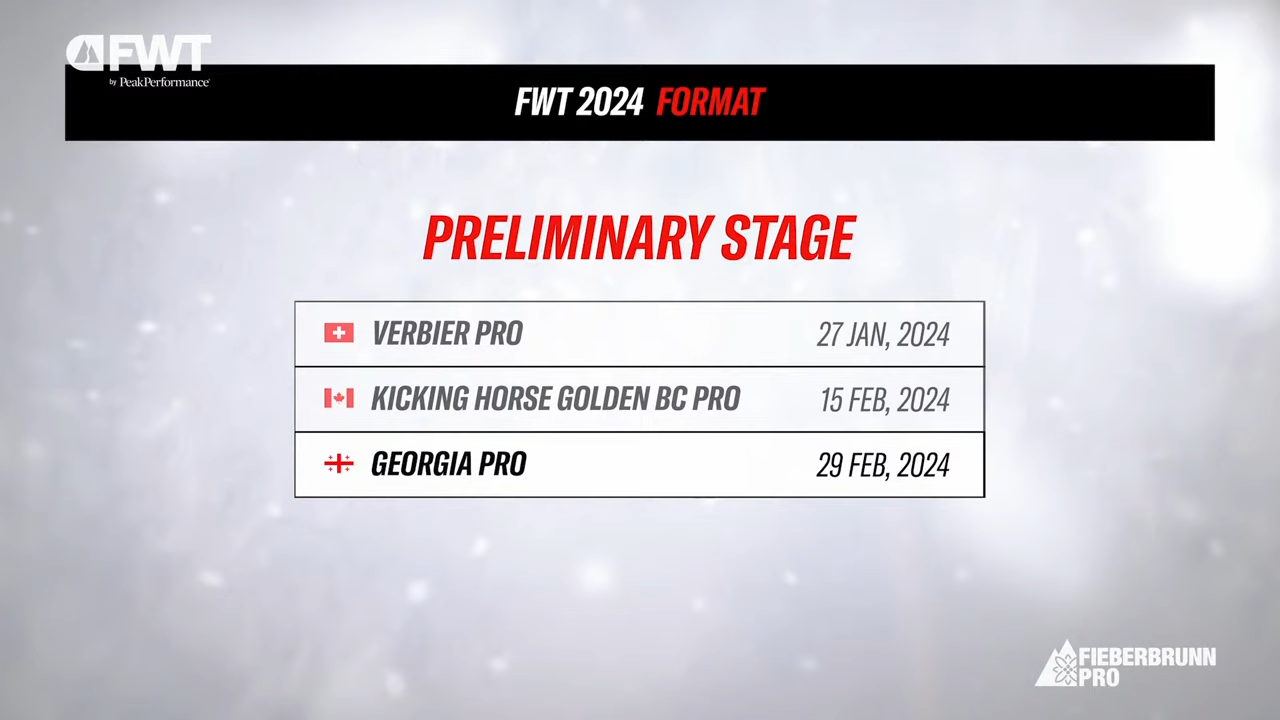 FWT
by PeakPerformance
FWT 2024 FORMAT
PRELIMINARY STAGE
VERBIER PRO 27 JAN, 2024
KICKING HORSE GOLDEN BC PRO 15 FEB, 2024
GEORGIA PRO 29 FEB, 2024
FIEBERBRUNN
PRO